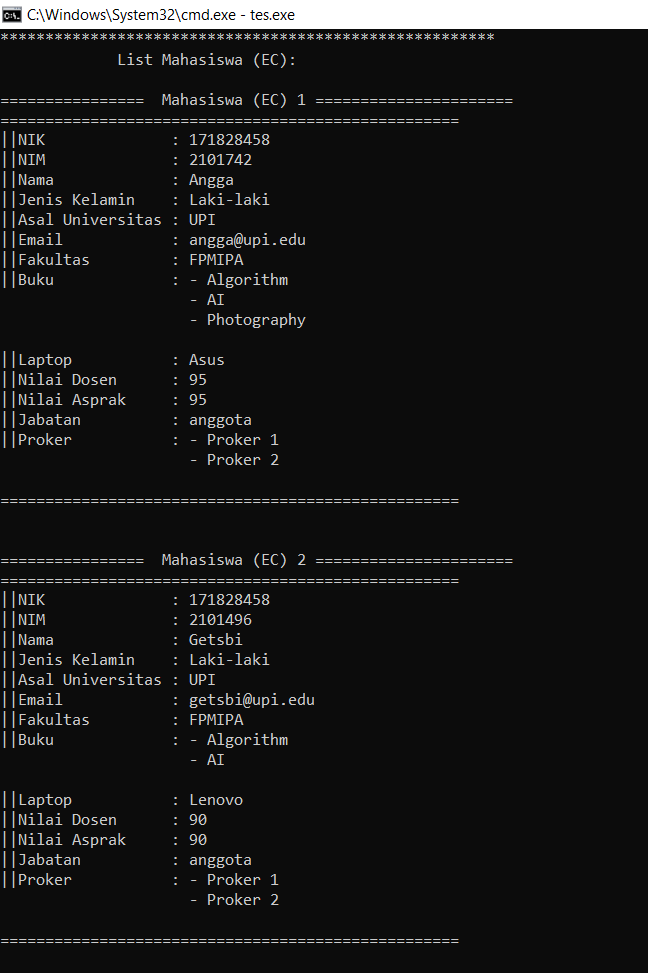 C:\Windows\System32\cmd.exe - tes.exe
*******************************************************
List Mahasiswa (EC):
================  Mahasiswa (EC) 1 ======================
===================================================
||NIK              : 171828458
||NIM              : 2101742
||Nama             : Angga
||Jenis Kelamin    : Laki-laki
||Asal Universitas : UPI
||Email            : angga@upi.edu
||Fakultas         : FPMIPA
||Buku             : - Algorithm
                     - AI
                     - Photography
||Laptop           : Asus
||Nilai Dosen      : 95
||Nilai Asprak     : 95
||Jabatan          : anggota
||Proker           : - Proker 1
                     - Proker 2
===================================================
================  Mahasiswa (EC) 2 ======================
===================================================
||NIK              : 171828458
||NIM              : 2101496
||Nama             : Getsbi
||Jenis Kelamin    : Laki-laki
||Asal Universitas : UPI
||Email            : getsbi@upi.edu
||Fakultas         : FPMIPA
||Buku             : - Algorithm
                     - AI
||Laptop           : Lenovo
||Nilai Dosen      : 90
||Nilai Asprak     : 90
||Jabatan          : anggota
||Proker           : - Proker 1
                     - Proker 2
===================================================